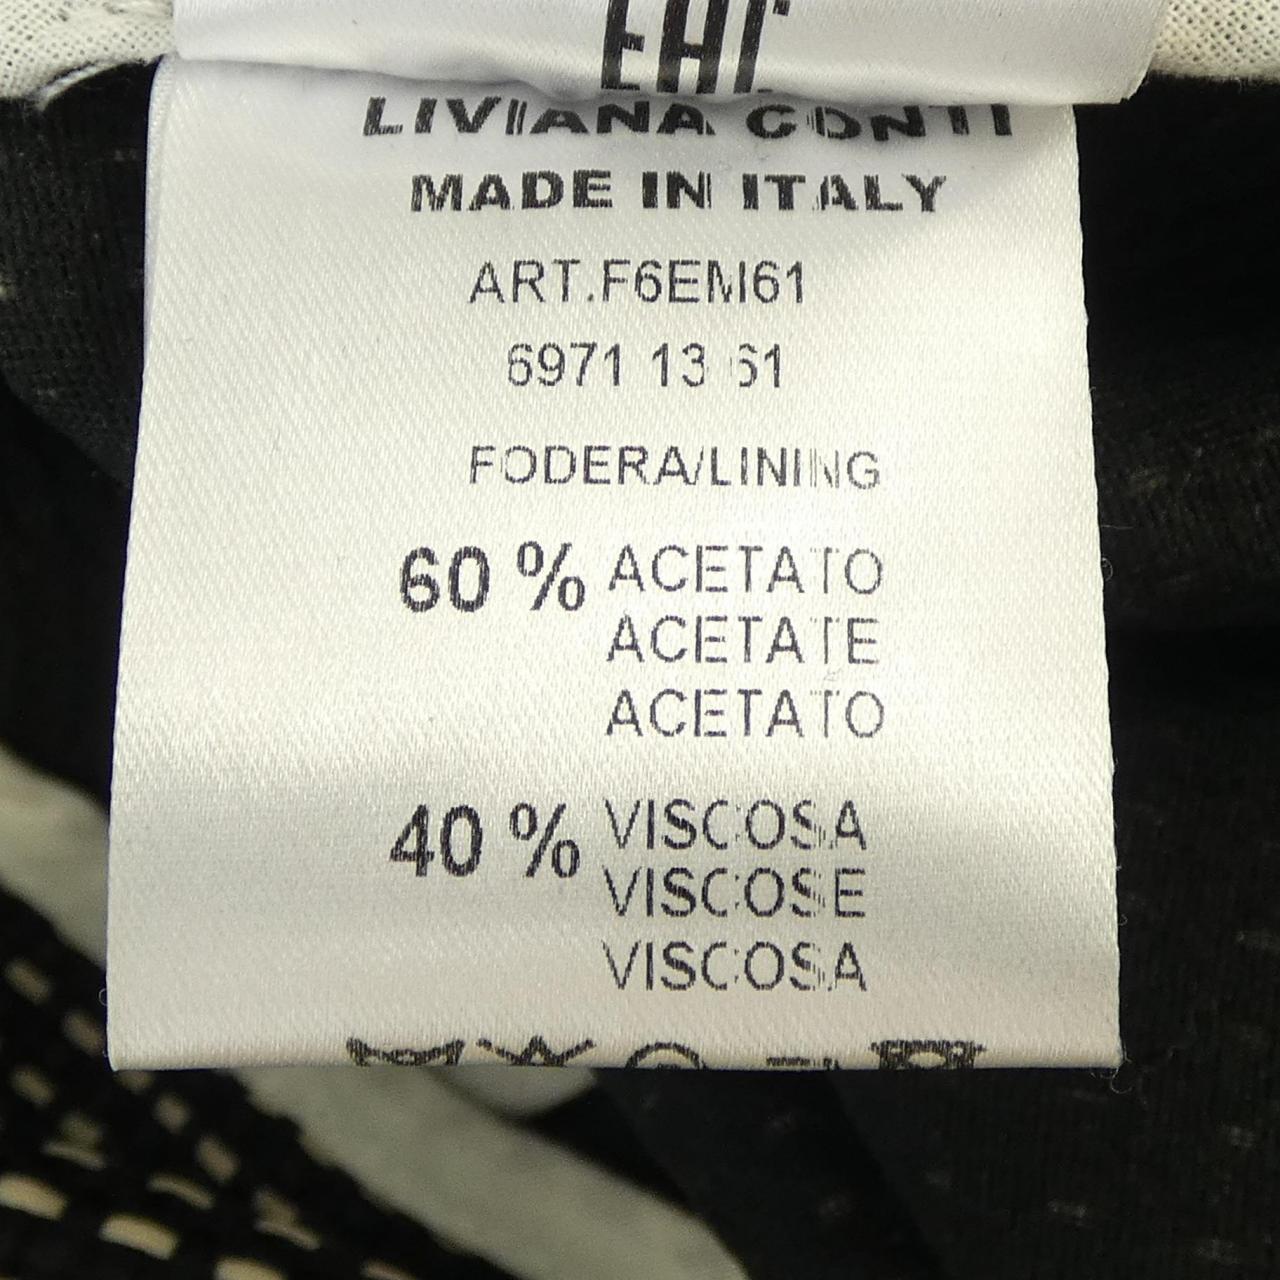 EAC
LIVIANA CONTI
MADE IN ITALY
ART.F6EM61
6971 13 61
FODERA/LINING
60 % ACETATO
ACETATE
ACETATO
40 % VISCOSA
VISCOSE
VISCOSA